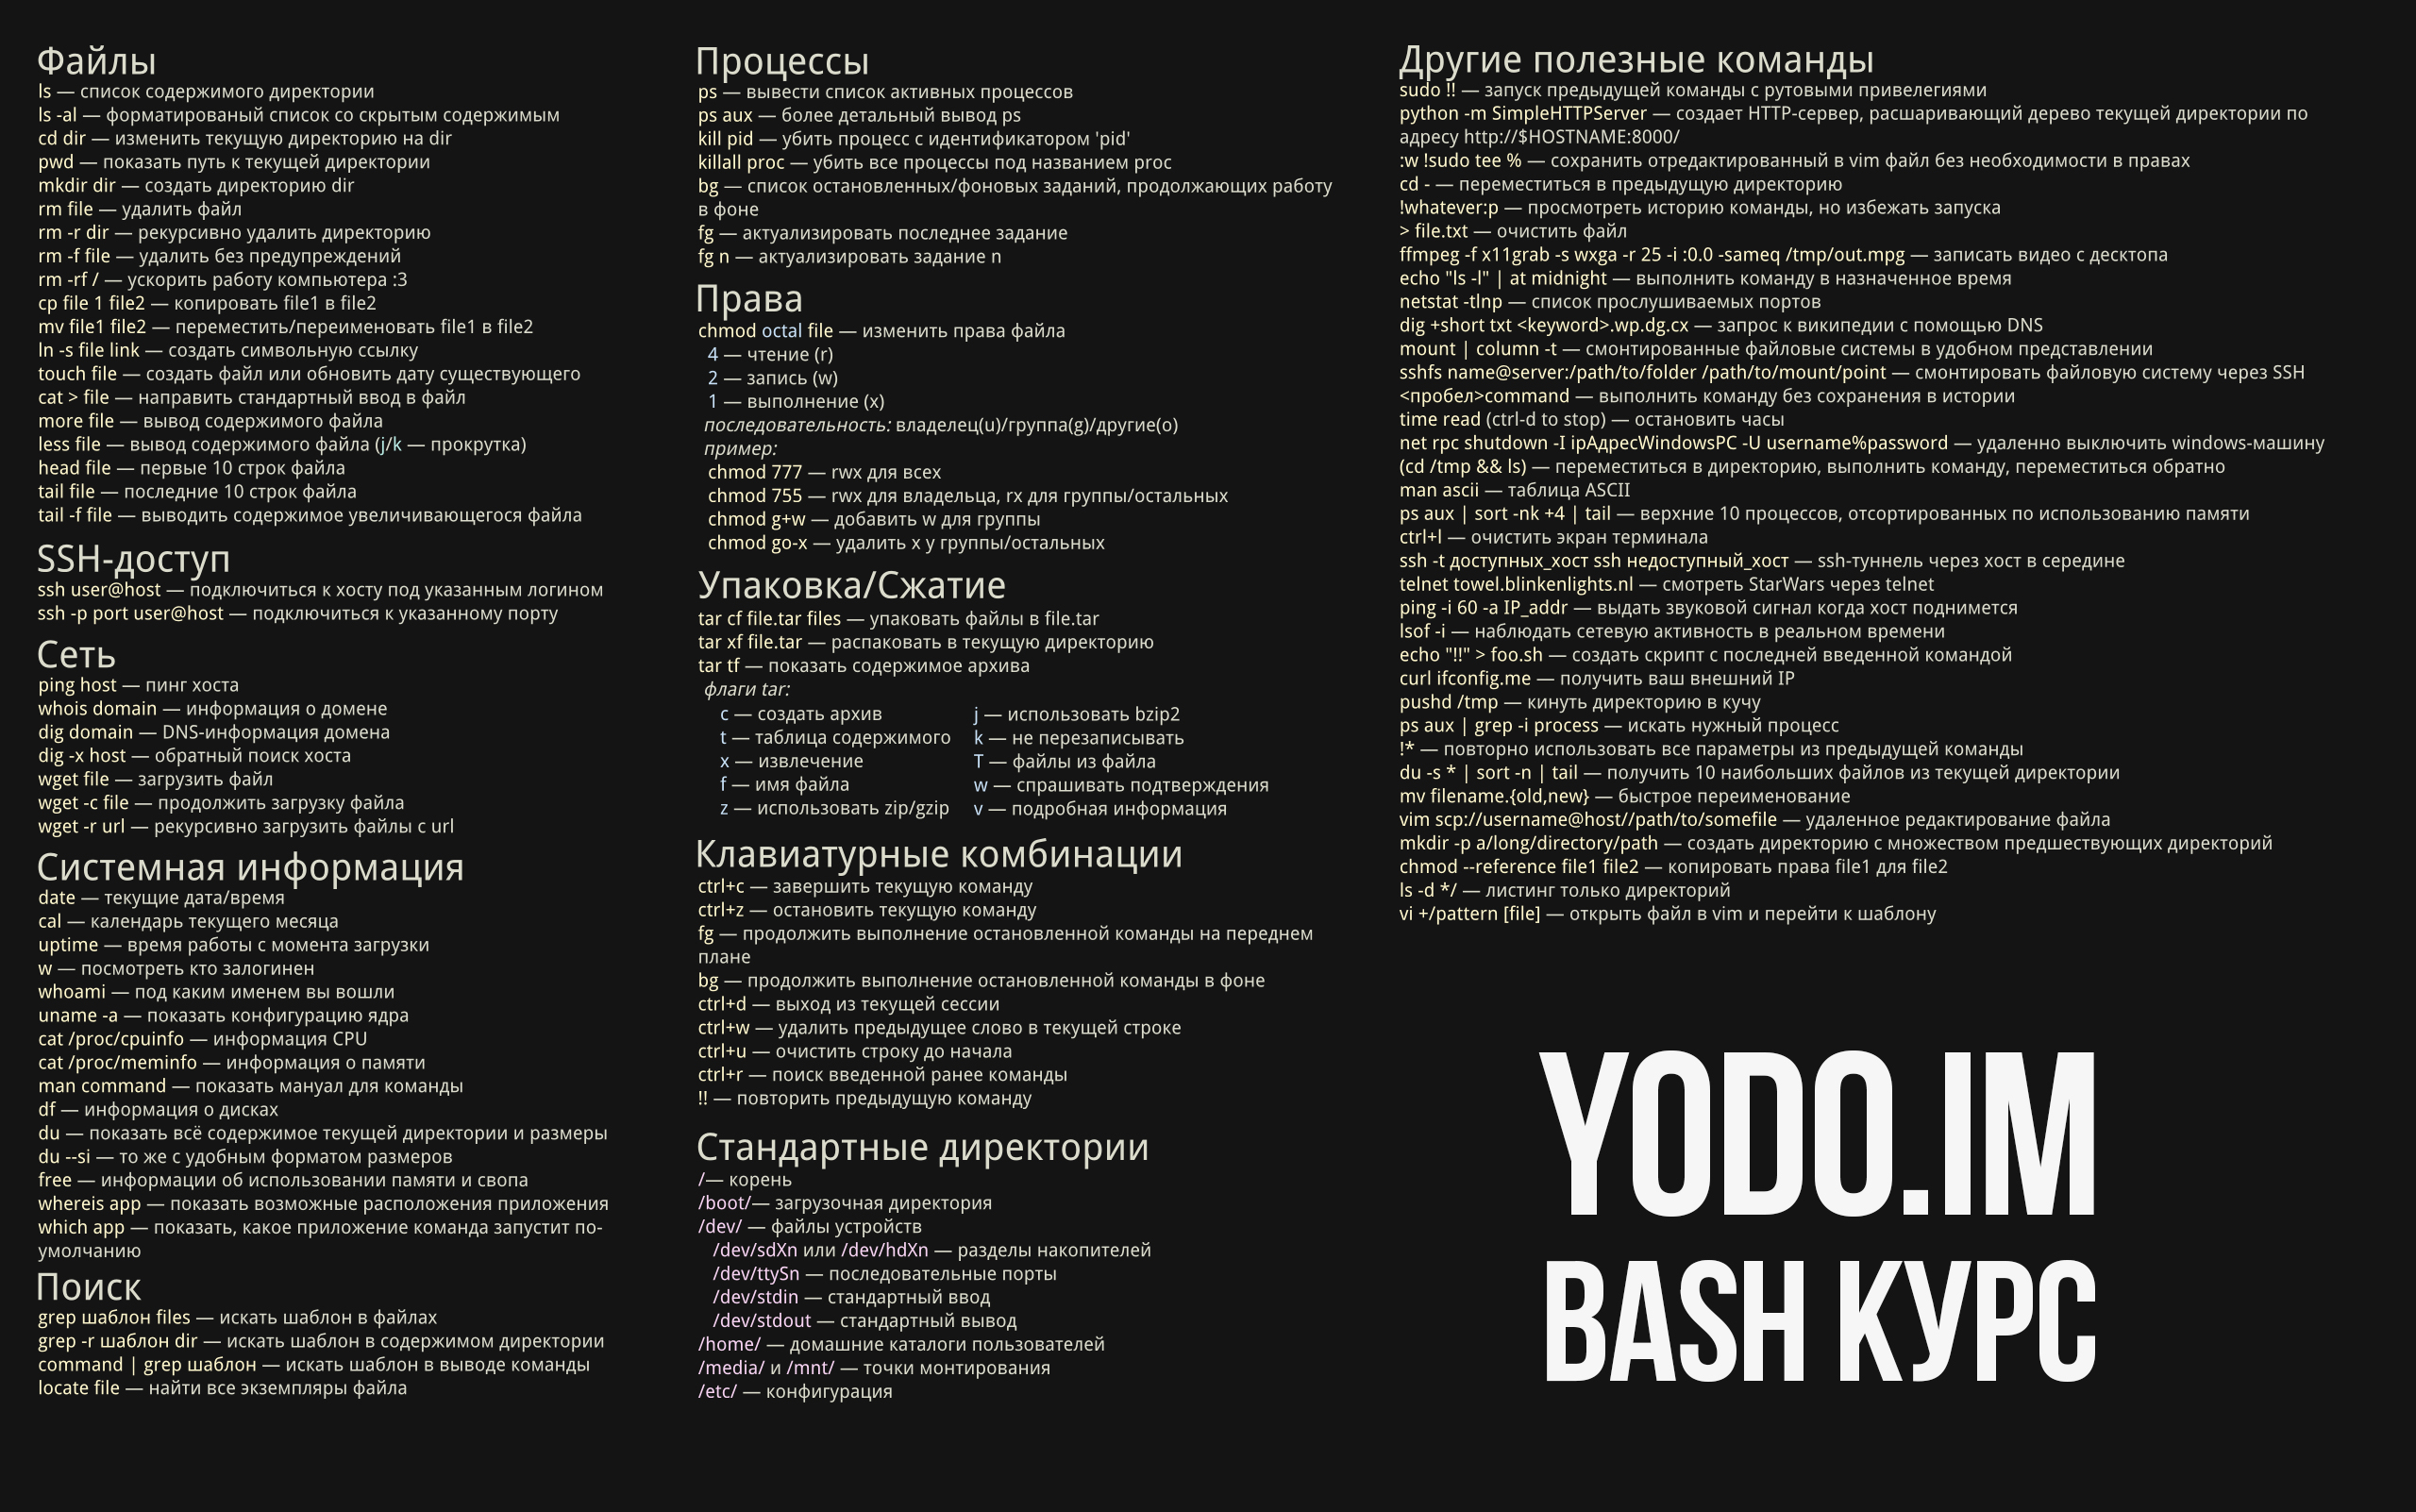 Файлы
ls — список содержимого директории
ls -al — форматированый список со скрытым содержимым
cd dir — изменить текущую директорию на dir
pwd — показать путь к текущей директории
mkdir dir — создать директорию dir
rm file — удалить файл
rm -r dir — рекурсивно удалить директорию
rm -f file — удалить без предупреждений
rm -rf / — ускорить работу компьютера :3
cp file 1 file2 — копировать file1 в file2
mv file1 file2 — переместить/переименовать file1 в file2
ln -s file link — создать символьную ссылку
touch file — создать файл или обновить дату существующего
cat > file — направить стандартный ввод в файл
more file — вывод содержимого файла
less file — вывод содержимого файла (j/k — прокрутка)
head file — первые 10 строк файла
tail file — последние 10 строк файла
tail -f file — выводить содержимое увеличивающегося файла
SSH-доступ
ssh user@host — подключиться к хосту под указанным логином
ssh -p port user@host — подключиться к указанному порту
Сеть
ping host — пинг хоста
whois domain — информация о домене
dig domain — DNS-информация домена
dig -x host — обратный поиск хоста
wget file — загрузить файл
wget -c file — продолжить загрузку файла
wget -r url — рекурсивно загрузить файлы с url
Системная информация
date — текущие дата/время
cal — календарь текущего месяца
uptime — время работы с момента загрузки
w — посмотреть кто залогинен
whoami — под каким именем вы вошли
uname -a — показать конфигурацию ядра
cat /proc/cpuinfo — информация CPU
cat /proc/meminfo — информация о памяти
man command — показать мануал для команды
df — информация о дисках
du — показать всё содержимое текущей директории и размеры
du --si — то же с удобным форматом размеров
free — информации об использовании памяти и свопа
whereis app — показать возможные расположения приложения
which app — показать, какое приложение команда запустит по-
умолчанию
Поиск
grep шаблон files — искать шаблон в файлах
grep -r шаблон dir — искать шаблон в содержимом директории
command | grep шаблон — искать шаблон в выводе команды
locate file — найти все экземпляры файла
Процессы
ps — вывести список активных процессов
ps aux — более детальный вывод ps
kill pid — убить процесс с идентификатором 'pid'
killall proc — убить все процессы под названием proc
bg — список остановленных/фоновых заданий, продолжающих работу
в фоне
fg — актуализировать последнее задание
fg n — актуализировать задание n
Права
chmod octal file — изменить права файла
4 — чтение (r)
2 — запись (w)
1 — выполнение (x)
последовательность: владелец(u)/группа(g)/другие(o)
пример:
chmod 777 — rwx для всех
chmod 755 — rwx для владельца, rx для группы/остальных
chmod g+w — добавить w для группы
chmod go-x — удалить x у группы/остальных
Упаковка/Сжатие
tar cf file.tar files — упаковать файлы в file.tar
tar xf file.tar — распаковать в текущую директорию
tar tf — показать содержимое архива
флаги tar:
c — создать архив
t — таблица содержимого
x — извлечение
f — имя файла
z — использовать zip/gzip
j — использовать bzip2
k — не перезаписывать
T — файлы из файла
w — спрашивать подтверждения
v — подробная информация
Клавиатурные комбинации
ctrl+c — завершить текущую команду
ctrl+z — остановить текущую команду
fg — продолжить выполнение остановленной команды на переднем
плане
bg — продолжить выполнение остановленной команды в фоне
ctrl+d — выход из текущей сессии
ctrl+w — удалить предыдущее слово в текущей строке
ctrl+u — очистить строку до начала
ctrl+r — поиск введенной ранее команды
!! — повторить предыдущую команду
Стандартные директории
/— корень
/boot/— загрузочная директория
/dev/ — файлы устройств
/dev/sdXn или /dev/hdXn — разделы накопителей
/dev/ttySn — последовательные порты
/dev/stdin — стандартный ввод
/dev/stdout — стандартный вывод
/home/ — домашние каталоги пользователей
/media/ и /mnt/ — точки монтирования
/etc/ — конфигурация
Другие полезные команды
sudo !! — запуск предыдущей команды с рутовыми привелегиями
python -m SimpleHTTPServer — создает HTTP-сервер, расшаривающий дерево текущей директории по
адресу http://$HOSTNAME:8000/
:w !sudo tee % — сохранить отредактированный в vim файл без необходимости в правах
cd - — переместиться в предыдущую директорию
!whatever:p — просмотреть историю команды, но избежать запуска
> file.txt — очистить файл
ffmpeg -f x11grab -s wxga -r 25 -i :0.0 -sameq /tmp/out.mpg — записать видео с десктопа
echo "ls -l" | at midnight — выполнить команду в назначенное время
netstat -tlnp — список прослушиваемых портов
dig +short txt <keyword>.wp.dg.cx — запрос к википедии с помощью DNS
mount | column -t — смонтированные файловые системы в удобном представлении
sshfs name@server:/path/to/folder /path/to/mount/point — смонтировать файловую систему через SSH
<пробел>command — выполнить команду без сохранения в истории
time read (ctrl-d to stop) — остановить часы
net rpc shutdown -I ipАдресWindowsPC -U username%password — удаленно выключить windows-машину
(cd /tmp && ls) — переместиться в директорию, выполнить команду, переместиться обратно
man ascii — таблица ASCII
ps aux | sort -nk +4 | tail — верхние 10 процессов, отсортированных по использованию памяти
ctrl+l — очистить экран терминала
ssh -t доступных_хост ssh недоступный_хост — ssh-туннель через хост в середине
telnet towel.blinkenlights.nl — смотреть StarWars через telnet
ping -i 60 -a IP_addr — выдать звуковой сигнал когда хост поднимется
lsof -i — наблюдать сетевую активность в реальном времени
echo "!!" > foo.sh — создать скрипт с последней введенной командой
curl ifconfig.me — получить ваш внешний IP
pushd /tmp — кинуть директорию в кучу
ps aux | grep -i process — искать нужный процесс
!* — повторно использовать все параметры из предыдущей команды
du -s * | sort -n | tail — получить 10 наибольших файлов из текущей директории
mv filename.{old,new} — быстрое переименование
vim scp://username@host//path/to/somefile — удаленное редактирование файла
mkdir -p a/long/directory/path — создать директорию с множеством предшествующих директорий
chmod --reference file1 file2 — копировать права file1 для file2
ls -d */ — листинг только директорий
vi +/pattern [file] — открыть файл в vim и перейти к шаблону
YODO.IM
BASH КУРС